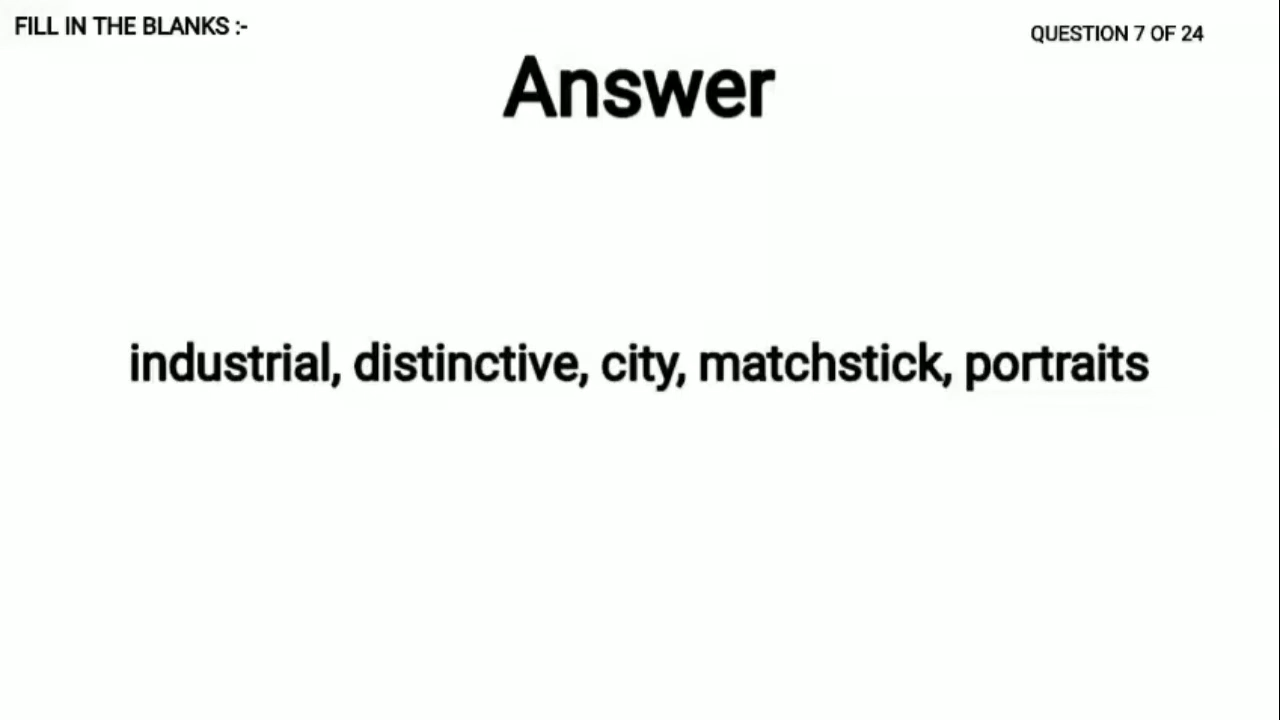 FILL IN THE BLANKS :-
QUESTION 7 OF 24
Answer
industrial, distinctive, city, matchstick, portraits